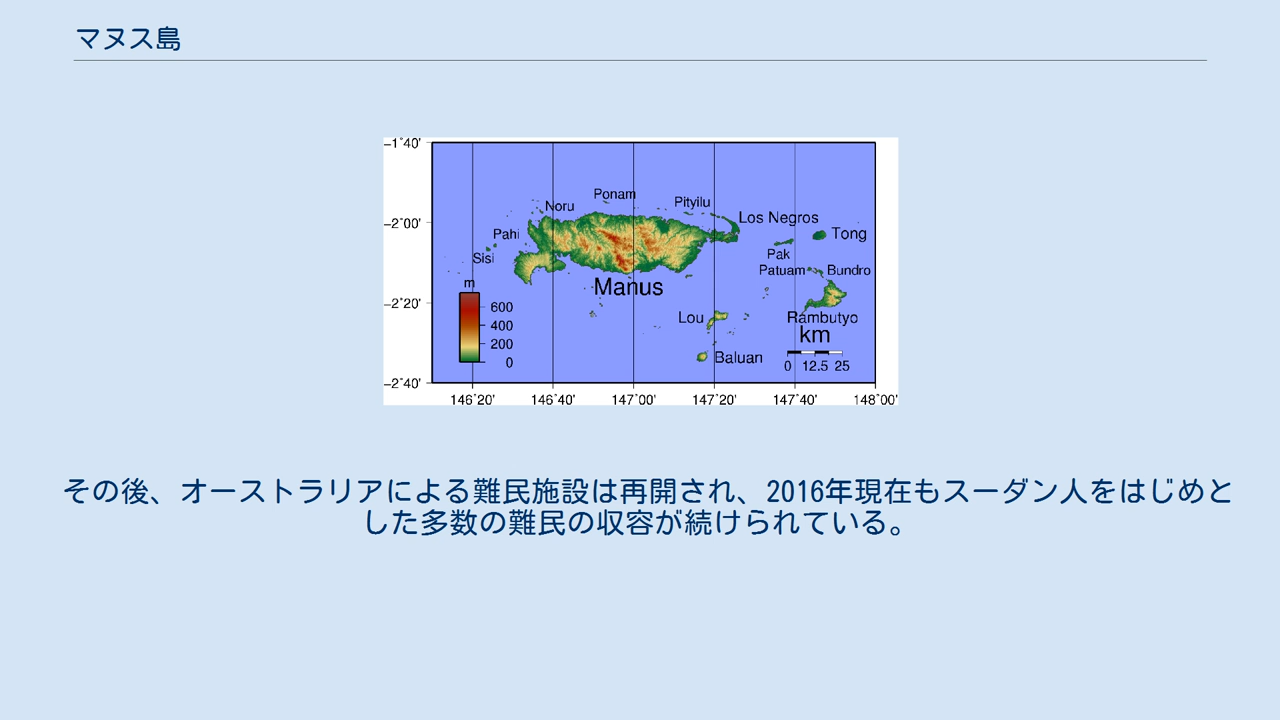 マヌス島
−1˚40'
−2˚00'
−2˚20'
−2˚40'
146˚20'
146˚40'
147˚00'
147˚20'
147˚40'
148˚00'
Ponam
Noru
Pityilu
Los Negros
Pahi
Tong
Sisi
Pak
Patuam
Bundro
Manus
Lou
Rambutyo
Baluan
m
600
400
200
0
km
0 12.5 25
その後、オーストラリアによる難民施設は再開され、2016年現在もスーダン人をはじめと
した多数の難民の収容が続けられている。